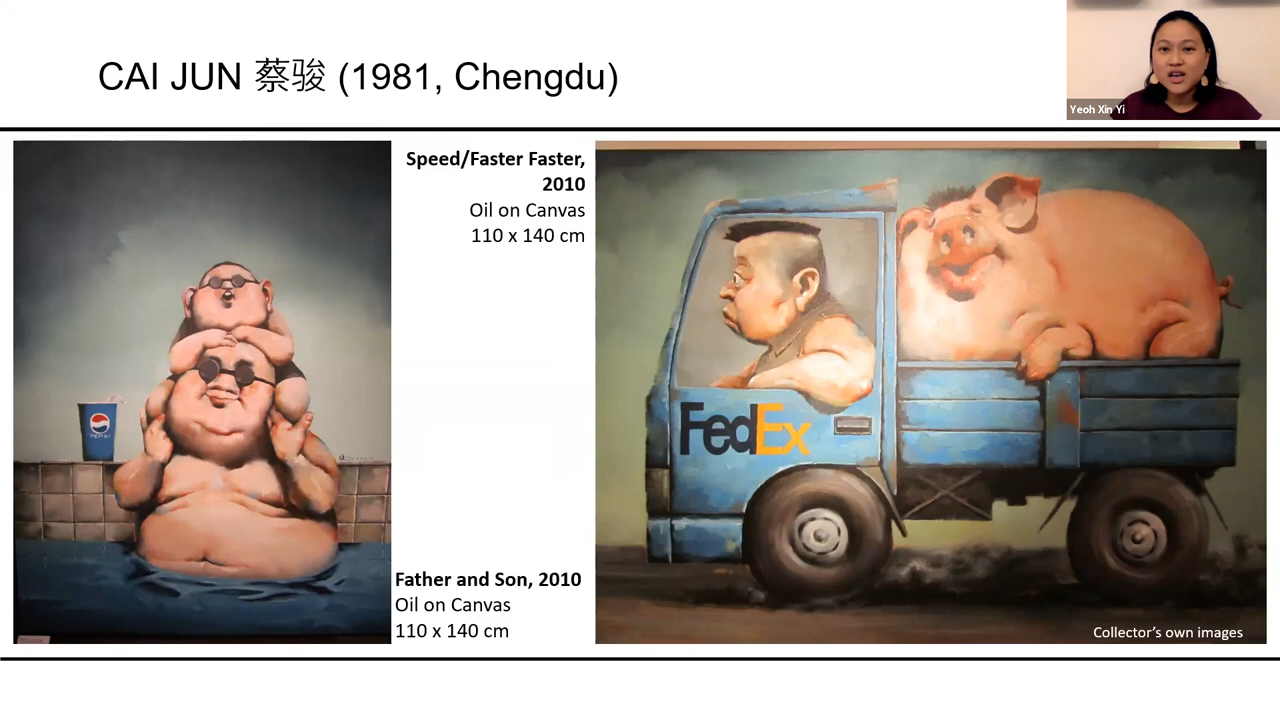 CAI JUN 蔡骏 (1981, Chengdu)
Yeoh Xin Yi
Speed/Faster Faster,
2010
Oil on Canvas
110 x 140 cm
PEPSI
FedEx
Father and Son, 2010
Oil on Canvas
110 x 140 cm
Collector’s own images